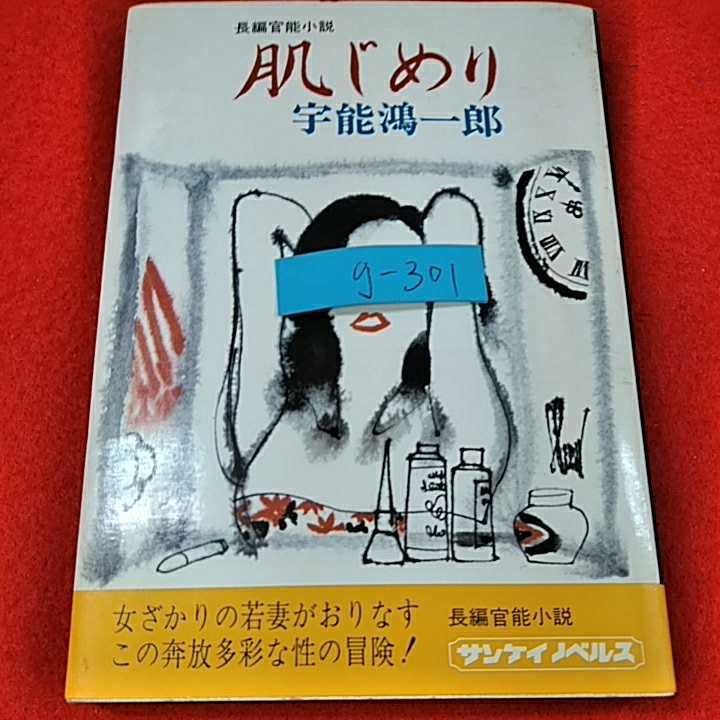 長編官能小説
肌じめり
宇能鴻一郎
g-301
女ざかりの若妻がおりなす
この奔放多彩な性の冒険!
長編官能小説
サンケイノベルス